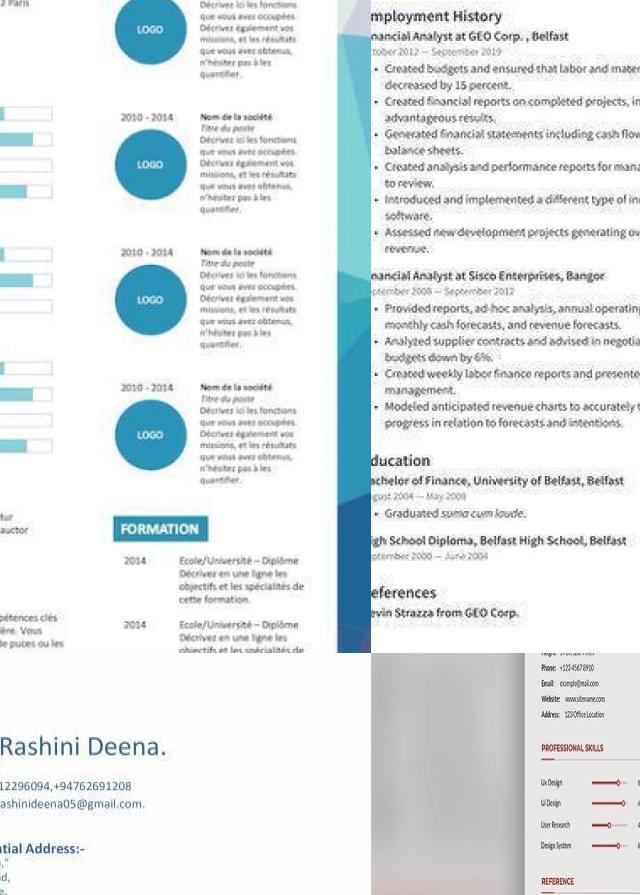 2 Paris
Décrivez ici les fonctions
que vous avez occupées.
Décrivez également vos
missions, et les résultats
que vous avez obtenus,
n'hésitez pas à les
quantifier.
LOGO
2010 - 2014
Nom de la société
Titre du poste
Décrivez ici les fonctions
que vous avez occupées.
Décrivez également vos
missions, et les résultats
que vous avez obtenus,
n'hésitez pas à les
quantifier.
LOGO
2010 - 2014
Nom de la société
Titre du poste
Décrivez ici les fonctions
que vous avez occupées.
Décrivez également vos
missions, et les résultats
que vous avez obtenus,
n'hésitez pas à les
quantifier.
LOGO
2010 - 2014
Nom de la société
Titre du poste
Décrivez ici les fonctions
que vous avez occupées.
Décrivez également vos
missions, et les résultats
que vous avez obtenus,
n'hésitez pas à les
quantifier.
LOGO
tur
auctor
FORMATION
2014
Ecole/Université – Diplôme
Décrivez en une ligne les
objectifs et les spécialités de
cette formation.
pétences clés
ière. Vous
de puces ou les
2014
Ecole/Université – Diplôme
Décrivez en une ligne les
objectifs et les spécialités de
mployment History
nancial Analyst at GEO Corp. , Belfast
tober 2012 — September 2019
• Created budgets and ensured that labor and mater
decreased by 15 percent.
• Created financial reports on completed projects, in
advantageous results.
• Generated financial statements including cash flow
balance sheets.
• Created analysis and performance reports for mana
to review.
• Introduced and implemented a different type of in
software.
• Assessed new development projects generating ov
revenue.
nancial Analyst at Sisco Enterprises, Bangor
ptember 2008 — September 2012
• Provided reports, ad-hoc analysis, annual operating
monthly cash forecasts, and revenue forecasts.
• Analyzed supplier contracts and advised in negotia
budgets down by 6%.
• Created weekly labor finance reports and presente
management.
• Modeled anticipated revenue charts to accurately t
progress in relation to forecasts and intentions.
ducation
achelor of Finance, University of Belfast, Belfast
gust 2004 — May 2008
• Graduated suma cum laude.
igh School Diploma, Belfast High School, Belfast
ptember 2000 — June 2004
eferences
evin Strazza from GEO Corp.
Rashini Deena.
12296094,+94762691208
ashinideena05@gmail.com.
ntial Address:-
Phone: +123 4567 8910
Email: example@mail.com
Website: www.sitename.com
Address: 123 Office Location
PROFESSIONAL SKILLS
Ux Design
Ui Design
User Research
Design System
REFERENCE